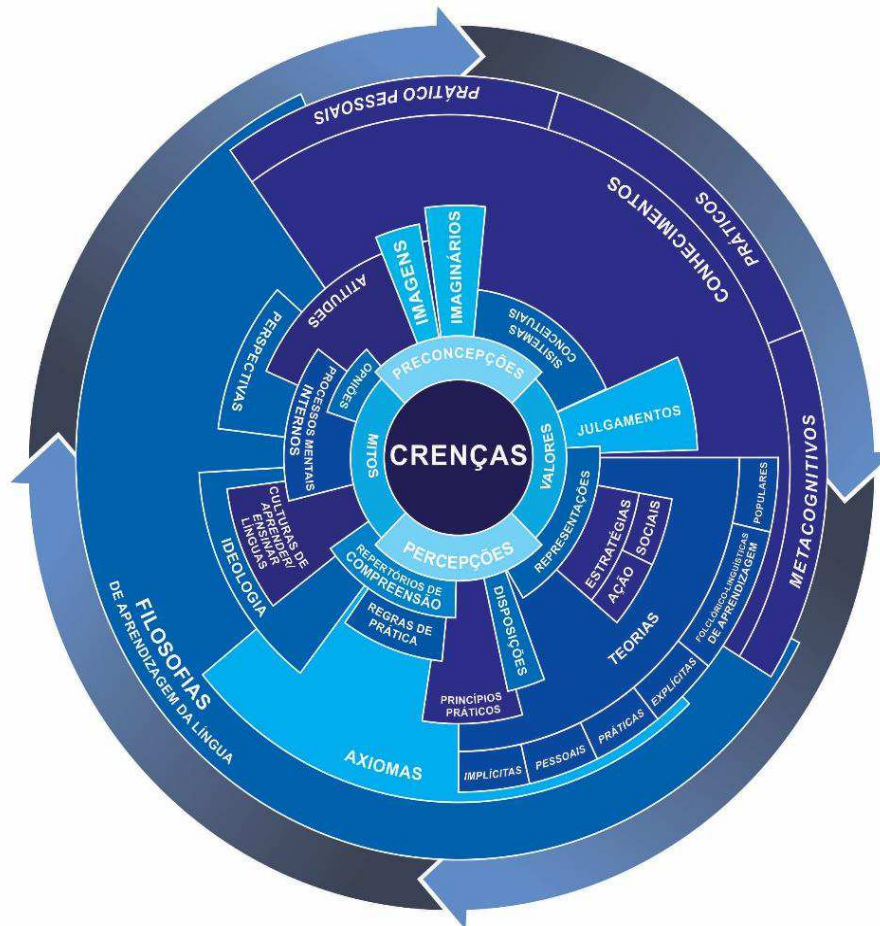 PRÁTICO PESSOAIS
PRÁTICOS
CONHECIMENTOS
METACOGNITIVOS
IMAGENS
IMAGINÁRIOS
ATITUDES
SISITEMAS
CONCEITUAIS
PERSPECTIVAS
PROCESSOS MENTAIS
INTERNOS
OPNIÕES
PRECONCEPÇÕES
MITOS
CRENÇAS
VALORES
PERCEPÇÕES
JULGAMENTOS
REPRESENTAÇÕES
ESTRATÉGIAS
SOCIAIS
AÇÃO
TEORIAS
POPULARES
FOLCLÓRICO-LINGUÍSTICAS
DE APRENDIZAGEM
EXPLÍCITAS
PRÁTICAS
PESSOAIS
IMPLÍCITAS
DISPOSIÇÕES
PRINCÍPIOS
PRÁTICOS
REPERTÓRIOS DE
COMPREENSÃO
REGRAS DE
PRÁTICA
CULTURAS DE
APRENDER/
ENSINAR
LÍNGUAS
IDEOLOGIA
AXIOMAS
FILOSOFIAS
DE APRENDIZAGEM DA LÍNGUA